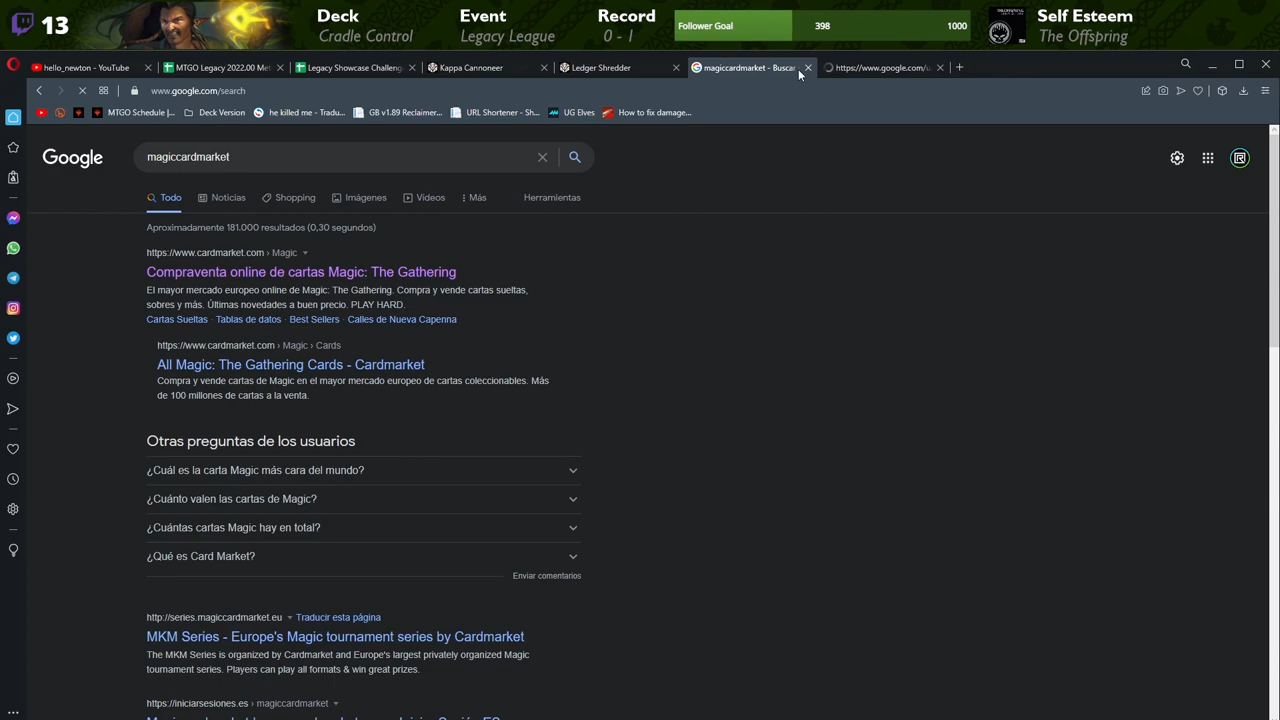 13
Deck
Cradle Control
Event
Legacy League
Record
0 - 1
Follower Goal 398 1000
Self Esteem
The Offspring
hello_newton - YouTube
MTGO Legacy 2022.00 Met
Legacy Showcase Challeng
Kappa Cannoneer
Ledger Shredder
magiccardmarket - Buscar
https://www.google.com/u
www.google.com/search
MTGO Schedule |...
Deck Version
he killed me - Tradu...
GB v1.89 Reclaimer...
URL Shortener - Sh...
UG Elves
How to fix damage...
Google
magiccardmarket
Todo
Noticias
Shopping
Imágenes
Vídeos
Más
Herramientas
Aproximadamente 181.000 resultados (0,30 segundos)
https://www.cardmarket.com › Magic
Compraventa online de cartas Magic: The Gathering
El mayor mercado europeo online de Magic: The Gathering. Compra y vende cartas sueltas,
sobres y más. Últimas novedades a buen precio. PLAY HARD.
Cartas Sueltas · Tablas de datos · Best Sellers · Calles de Nueva Capenna
https://www.cardmarket.com › Magic › Cards
All Magic: The Gathering Cards - Cardmarket
Compra y vende cartas de Magic en el mayor mercado europeo de cartas coleccionables. Más
de 100 millones de cartas a la venta.
Otras preguntas de los usuarios
¿Cuál es la carta Magic más cara del mundo?
¿Cuánto valen las cartas de Magic?
¿Cuántas cartas Magic hay en total?
¿Qué es Card Market?
Enviar comentarios
http://series.magiccardmarket.eu Traducir esta página
MKM Series - Europe's Magic tournament series by Cardmarket
The MKM Series is organized by Cardmarket and Europe's largest privately organized Magic
tournament series. Players can play all formats & win great prizes.
https://iniciarsesiones.es › magiccardmarket